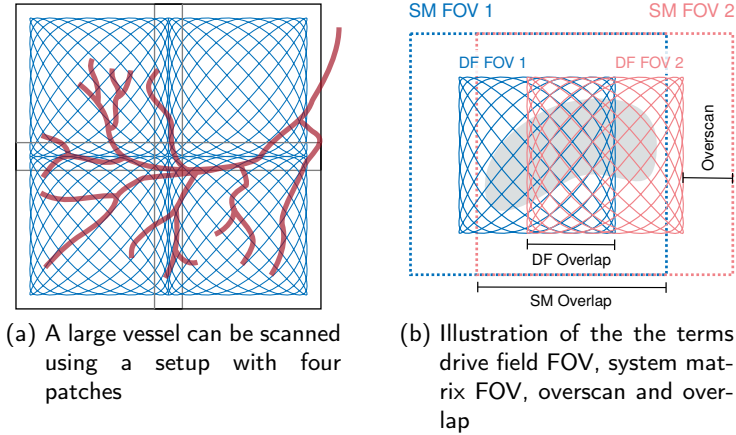 SM FOV 1
SM FOV 2
DF FOV 1
DF FOV 2
Overscan
DF Overlap
SM Overlap
(a) A large vessel can be scanned
using a setup with four
patches
(b) Illustration of the the terms
drive field FOV, system mat-
rix FOV, overscan and over-
lap